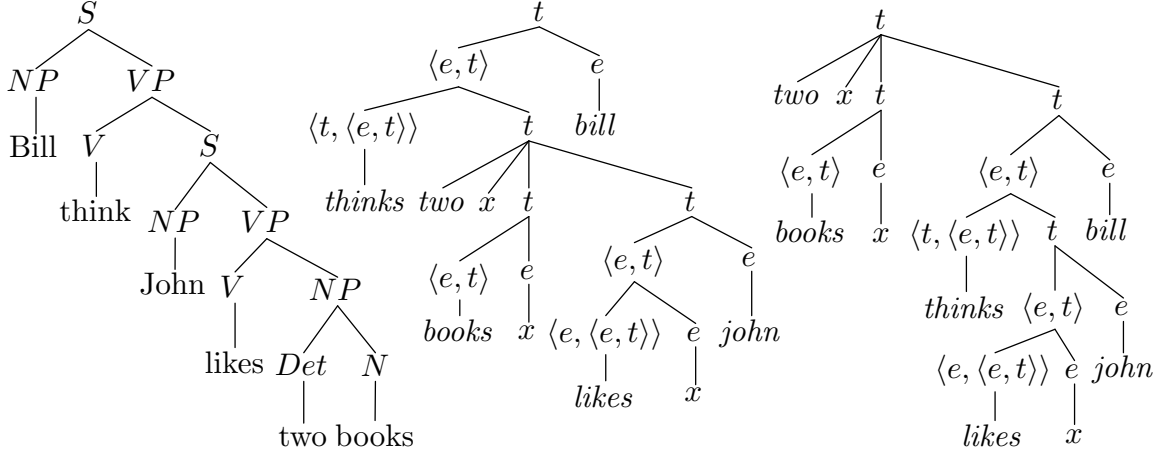 S
NP VP
Bill V S
think NP VP
John V NP
likes Det N
two books
t
⟨e, t⟩ e
⟨t, ⟨e, t⟩⟩ t bill
thinks two x t t
⟨e, t⟩ e ⟨e, t⟩ e
books x ⟨e, ⟨e, t⟩⟩ e john
likes x
t
two x t t
⟨e, t⟩ e ⟨e, t⟩ e
books x ⟨t, ⟨e, t⟩⟩ t bill
thinks ⟨e, t⟩ e
⟨e, ⟨e, t⟩⟩ e john
likes x